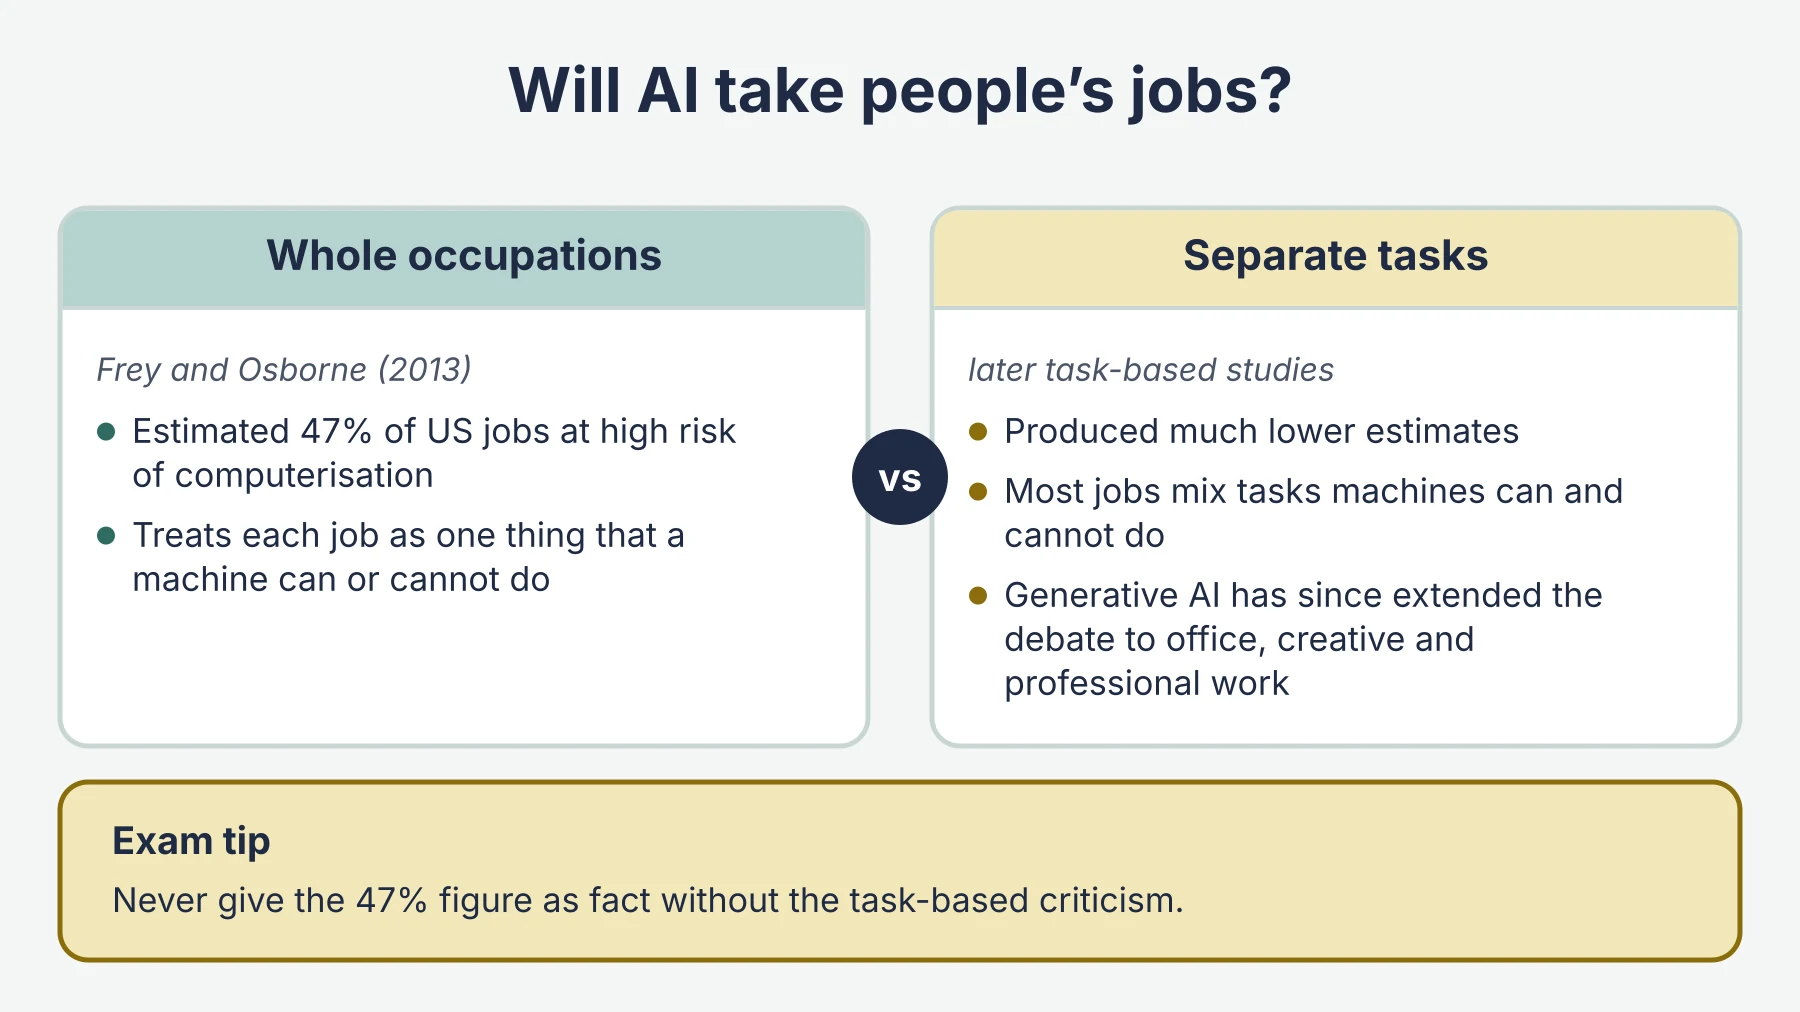 Will AI take people’s jobs?
Whole occupations
Frey and Osborne (2013)
Estimated 47% of US jobs at high risk
of computerisation
Treats each job as one thing that a
machine can or cannot do
vs
Separate tasks
later task-based studies
Produced much lower estimates
Most jobs mix tasks machines can and
cannot do
Generative AI has since extended the
debate to office, creative and
professional work
Exam tip
Never give the 47% figure as fact without the task-based criticism.